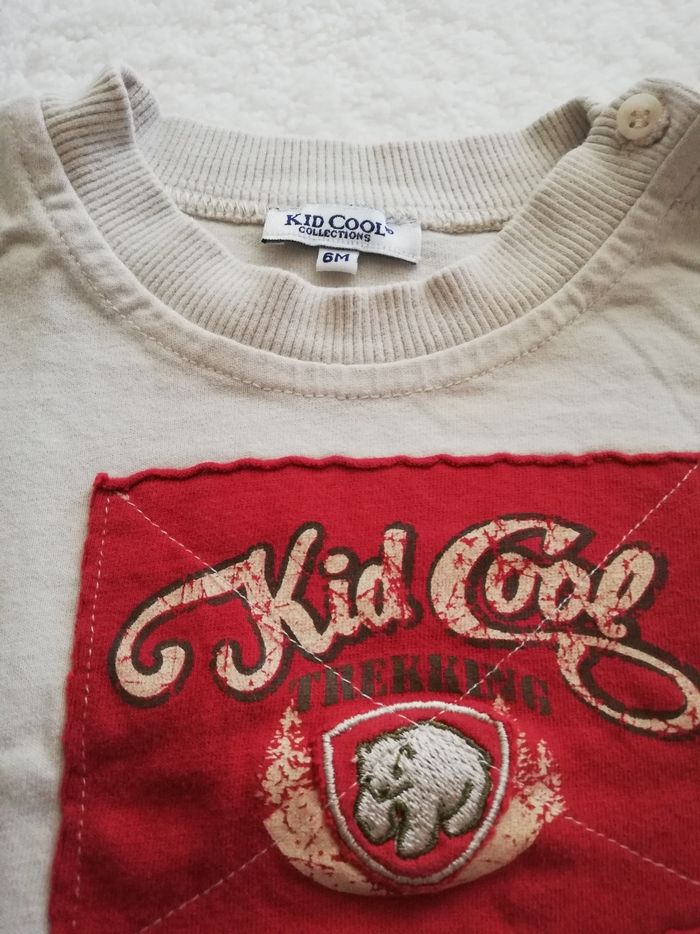 KID COOL®
COLLECTIONS
6M
Kid Cool
TREKKING